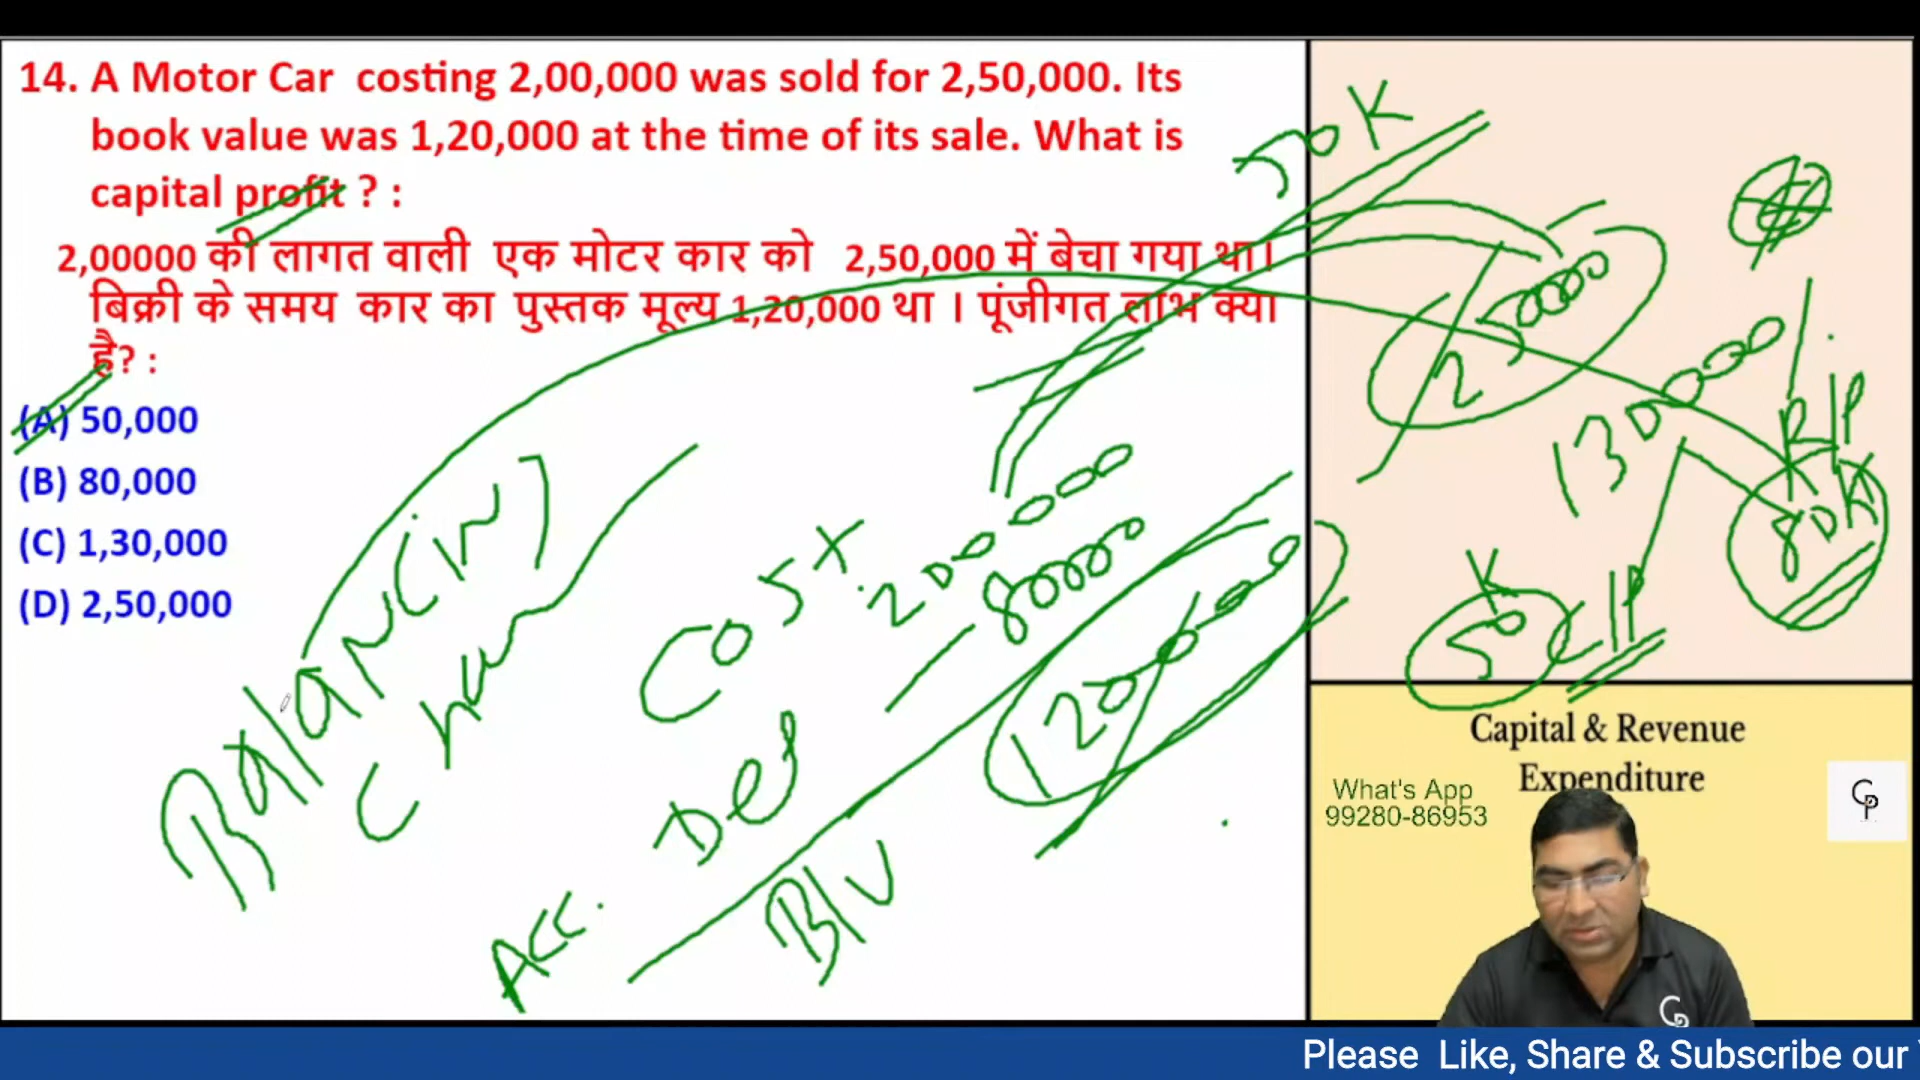 14. A Motor Car costing 2,00,000 was sold for 2,50,000. Its
book value was 1,20,000 at the time of its sale. What is
capital profit ? :
2,00000 की लागत वाली एक मोटर कार को 2,50,000 में बेचा गया था।
बिक्री के समय कार का पुस्तक मूल्य 1,20,000 था । पूंजीगत लाभ क्या
है? :
(A) 50,000
(B) 80,000
(C) 1,30,000
(D) 2,50,000
50K
250000
130000
R/P
80K
50K
C/P
Cost 200000
Acc. Dep 80000
B/V 120000
Capital & Revenue
Expenditure
What's App
99280-86953
Please Like, Share & Subscribe our